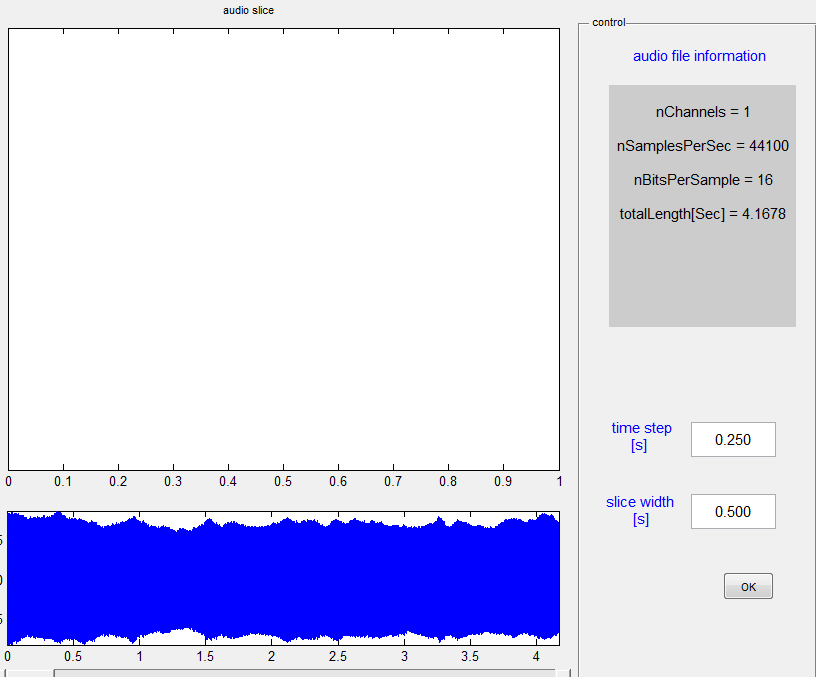 audio slice
0 0.1 0.2 0.3 0.4 0.5 0.6 0.7 0.8 0.9 1
0 0.5 1 1.5 2 2.5 3 3.5 4
control
audio file information
nChannels = 1
nSamplesPerSec = 44100
nBitsPerSample = 16
totalLength[Sec] = 4.1678
time step
[s]
0.250
slice width
[s]
0.500
OK